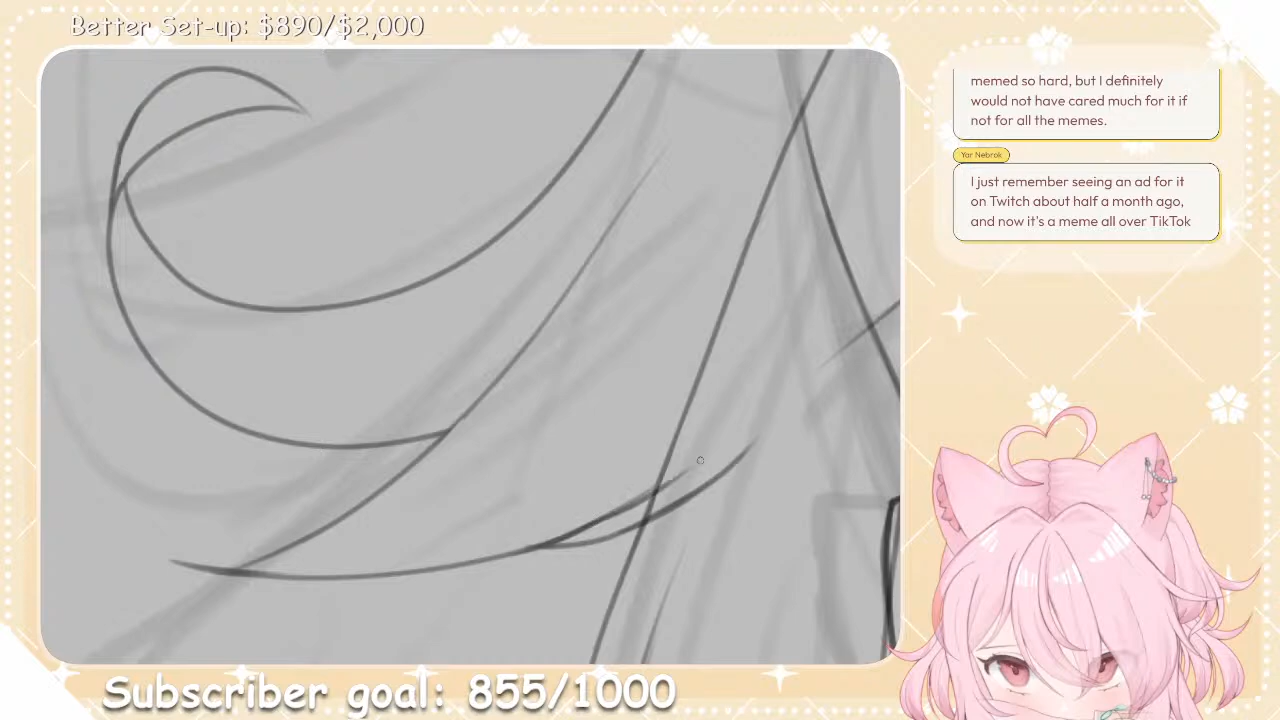 Better Set-up: $890/$2,000
memed so hard, but I definitely
would not have cared much for it if
not for all the memes.
Yar Nebrok
I just remember seeing an ad for it
on Twitch about half a month ago,
and now it's a meme all over TikTok
Subscriber goal: 855/1000